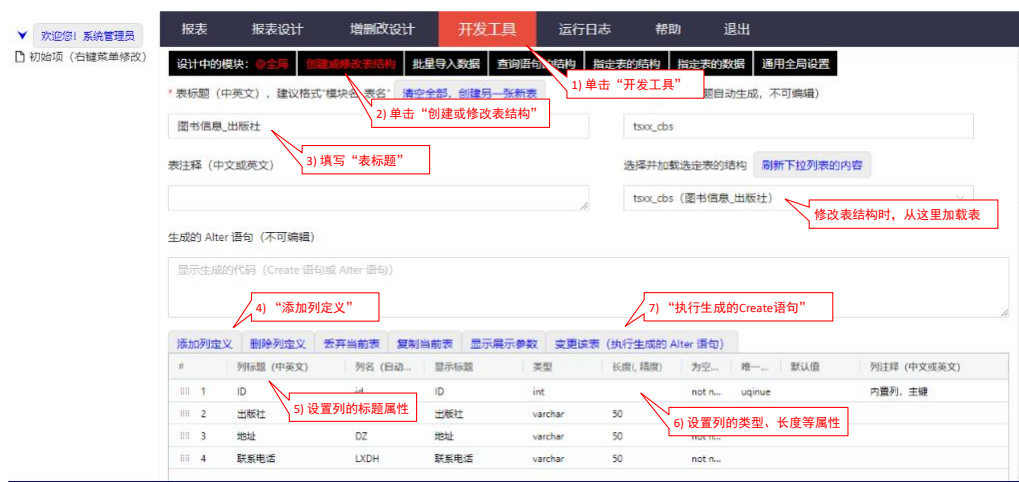 欢迎您! 系统管理员
初始项（右键菜单修改）
报表 报表设计 增删改设计 开发工具 运行日志 帮助 退出
设计中的模块：@全局 创建或修改表结构 批量导入数据 查询语句的结构 指定表的结构 指定表的数据 通用全局设置
1) 单击“开发工具”
* 表标题（中英文），建议格式"模块名_表名" 清空全部，创建另一张新表 题自动生成，不可编辑）
2) 单击“创建或修改表结构”
图书信息_出版社 tsxx_cbs
3) 填写“表标题”
表注释（中文或英文） 选择并加载选定表的结构 刷新下拉列表的内容
tsxx_cbs（图书信息_出版社）
修改表结构时，从这里加载表
生成的 Alter 语句（不可编辑）
显示生成的代码（Create 语句或 Alter 语句）
4) “添加列定义” 7) “执行生成的Create语句”
添加列定义 删除列定义 丢弃当前表 复制当前表 显示展示参数 变更该表（执行生成的 Alter 语句）
# 列标题（中英文） 列名（自动... 显示标题 类型 长度(, 精度) 为空... 唯一... 默认值 列注释（中文或英文）
1 ID id ID int not n... uqinue 内置列，主键
5) 设置列的标题属性
2 出版社 出版社 varchar 50
6) 设置列的类型、长度等属性
3 地址 DZ 地址 varchar 50 not n...
4 联系电话 LXDH 联系电话 varchar 50 not n...